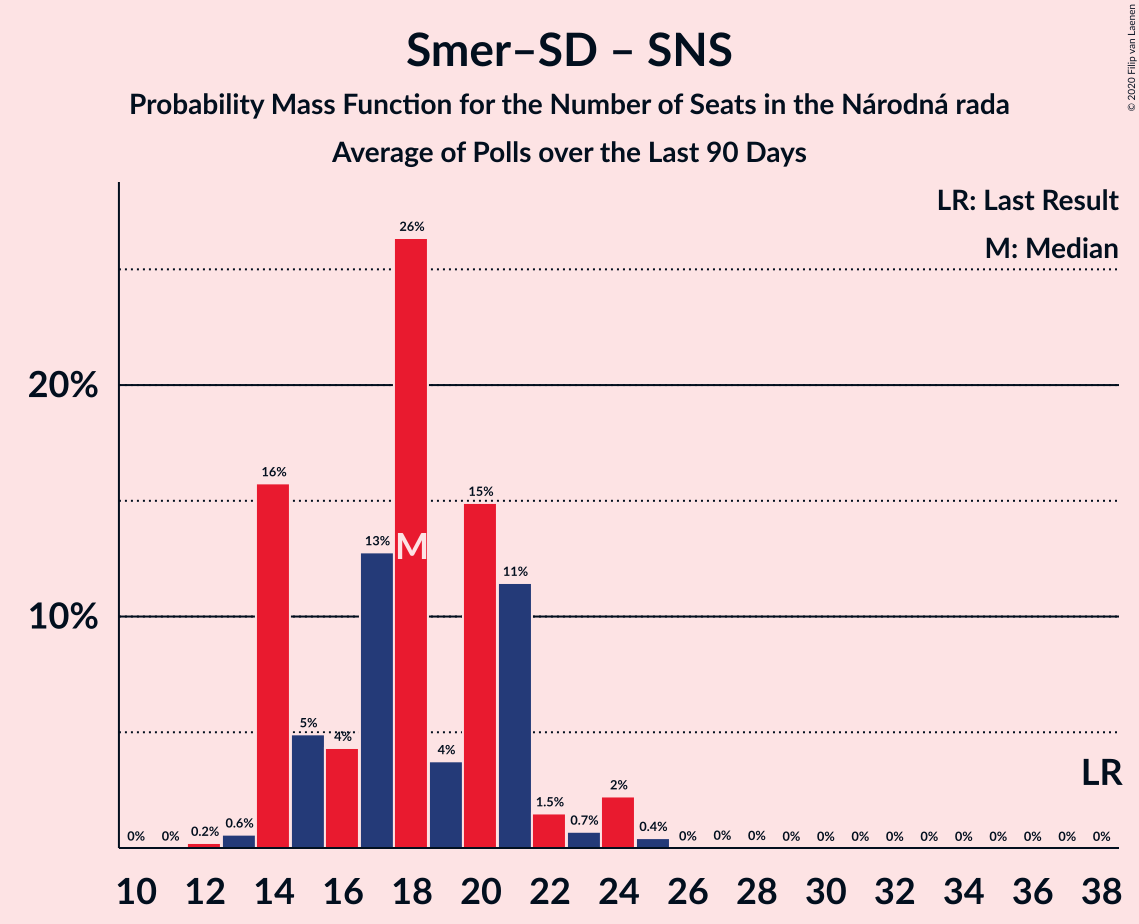 Smer–SD – SNS
Probability Mass Function for the Number of Seats in the Národná rada
Average of Polls over the Last 90 Days
© 2020 Filip van Laenen
LR: Last Result
M: Median
26%
20%
16%
15%
13%
M
11%
10%
5%
4%
4%
LR
2%
1.5%
0% 0% 0.2% 0.6% 0.7% 0.4% 0% 0% 0% 0% 0% 0% 0% 0% 0% 0% 0% 0% 0%
10 12 14 16 18 20 22 24 26 28 30 32 34 36 38